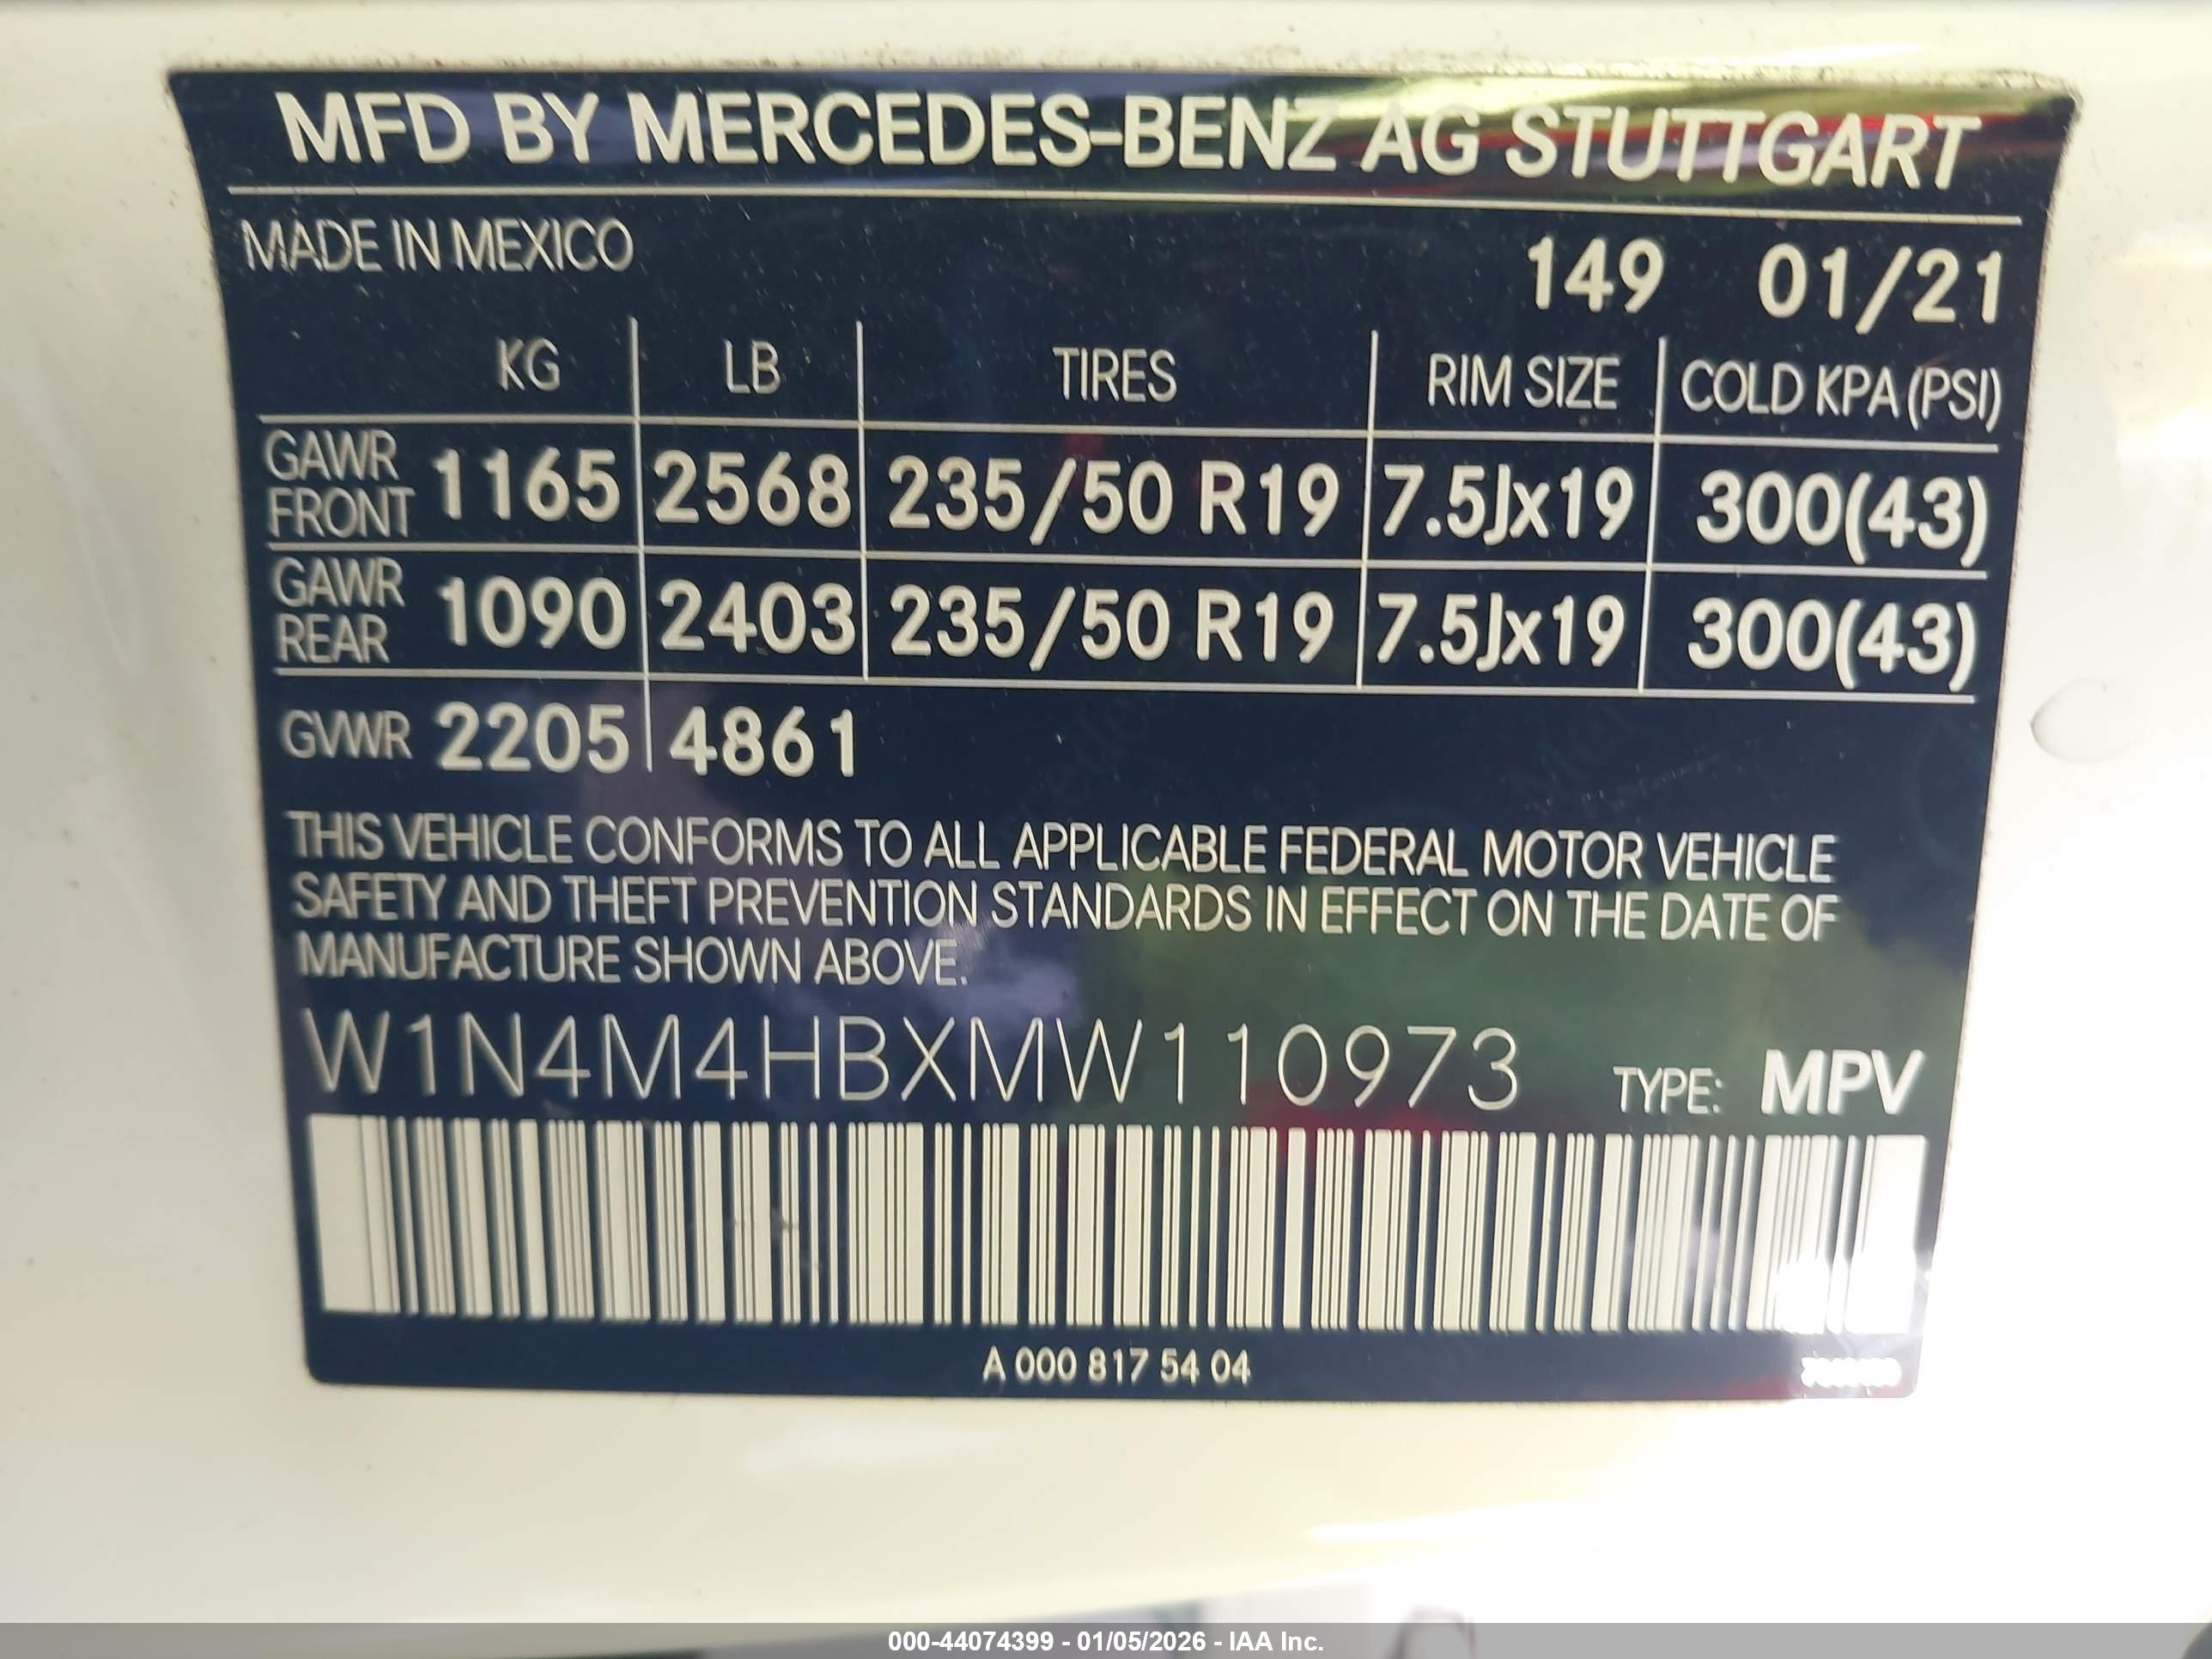 MFD BY MERCEDES-BENZ AG STUTTGART
MADE IN MEXICO 149 01/21
KG LB TIRES RIM SIZE COLD KPA (PSI)
GAWR FRONT 1165 2568 235/50 R19 7.5Jx19 300(43)
GAWR REAR 1090 2403 235/50 R19 7.5Jx19 300(43)
GVWR 2205 4861
THIS VEHICLE CONFORMS TO ALL APPLICABLE FEDERAL MOTOR VEHICLE
SAFETY AND THEFT PREVENTION STANDARDS IN EFFECT ON THE DATE OF
MANUFACTURE SHOWN ABOVE.
W1N4M4HBXMW110973 TYPE: MPV
A 000 817 54 04
000-44074399 - 01/05/2026 - IAA Inc.